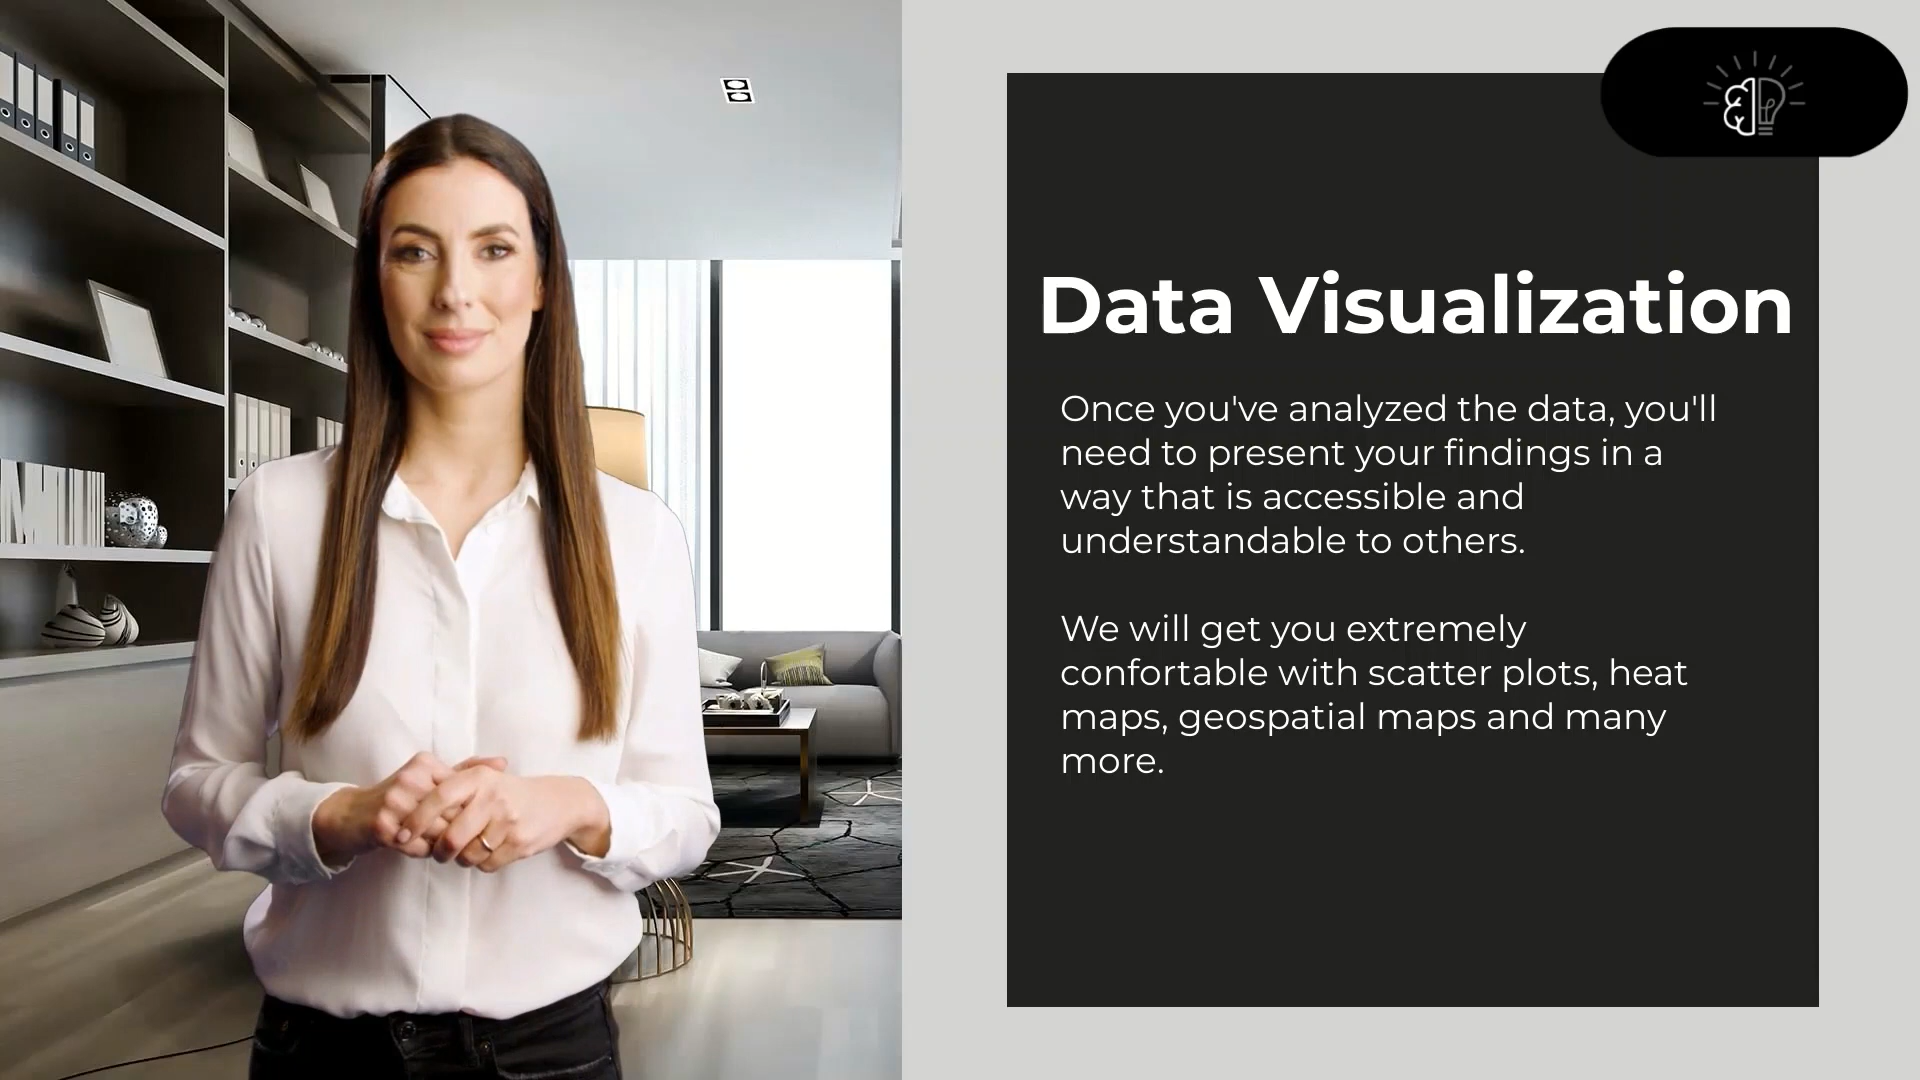 Data Visualization
Once you've analyzed the data, you'll
need to present your findings in a
way that is accessible and
understandable to others.
We will get you extremely
confortable with scatter plots, heat
maps, geospatial maps and many
more.